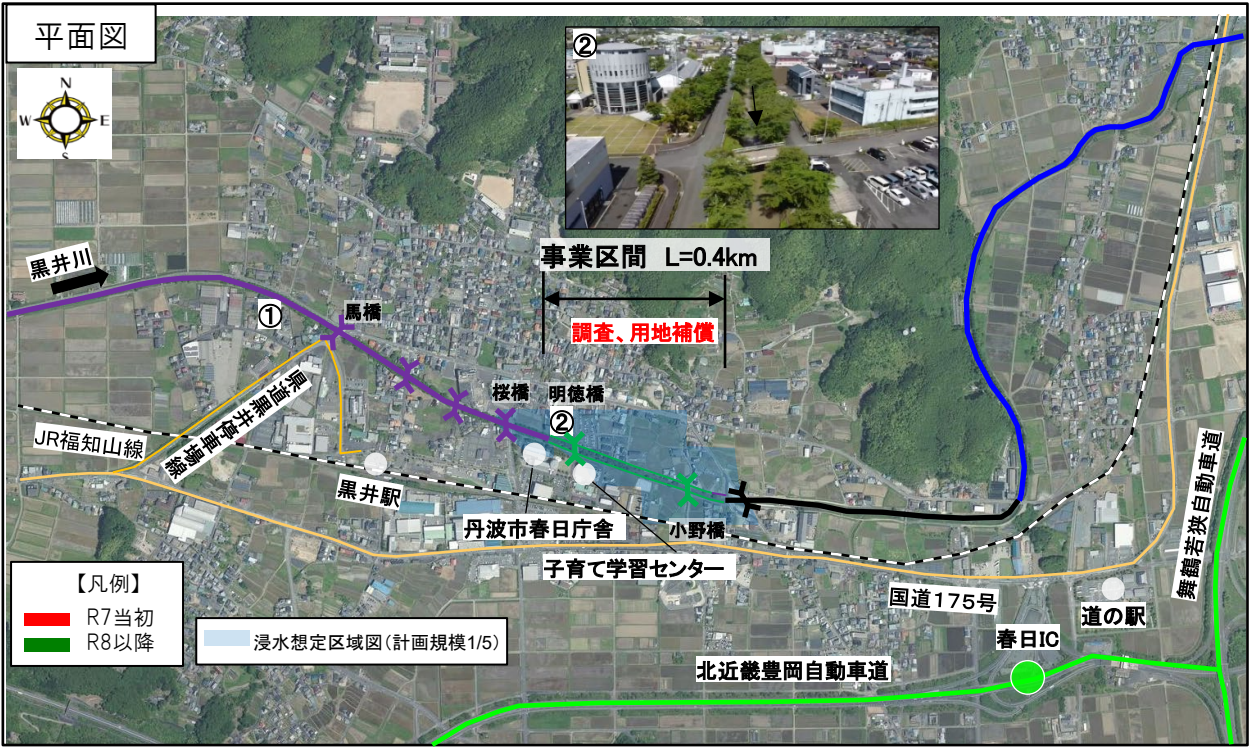 平面図
N
W
E
S
②
黒井川
事業区間 L=0.4km
①
馬橋
調査、用地補償
桜橋
明徳橋
②
県道黒井停車場線
JR福知山線
黒井駅
丹波市春日庁舎
小野橋
子育て学習センター
舞鶴若狭自動車道
国道175号
道の駅
春日IC
北近畿豊岡自動車道
【凡例】
R7当初
R8以降
浸水想定区域図(計画規模1/5)